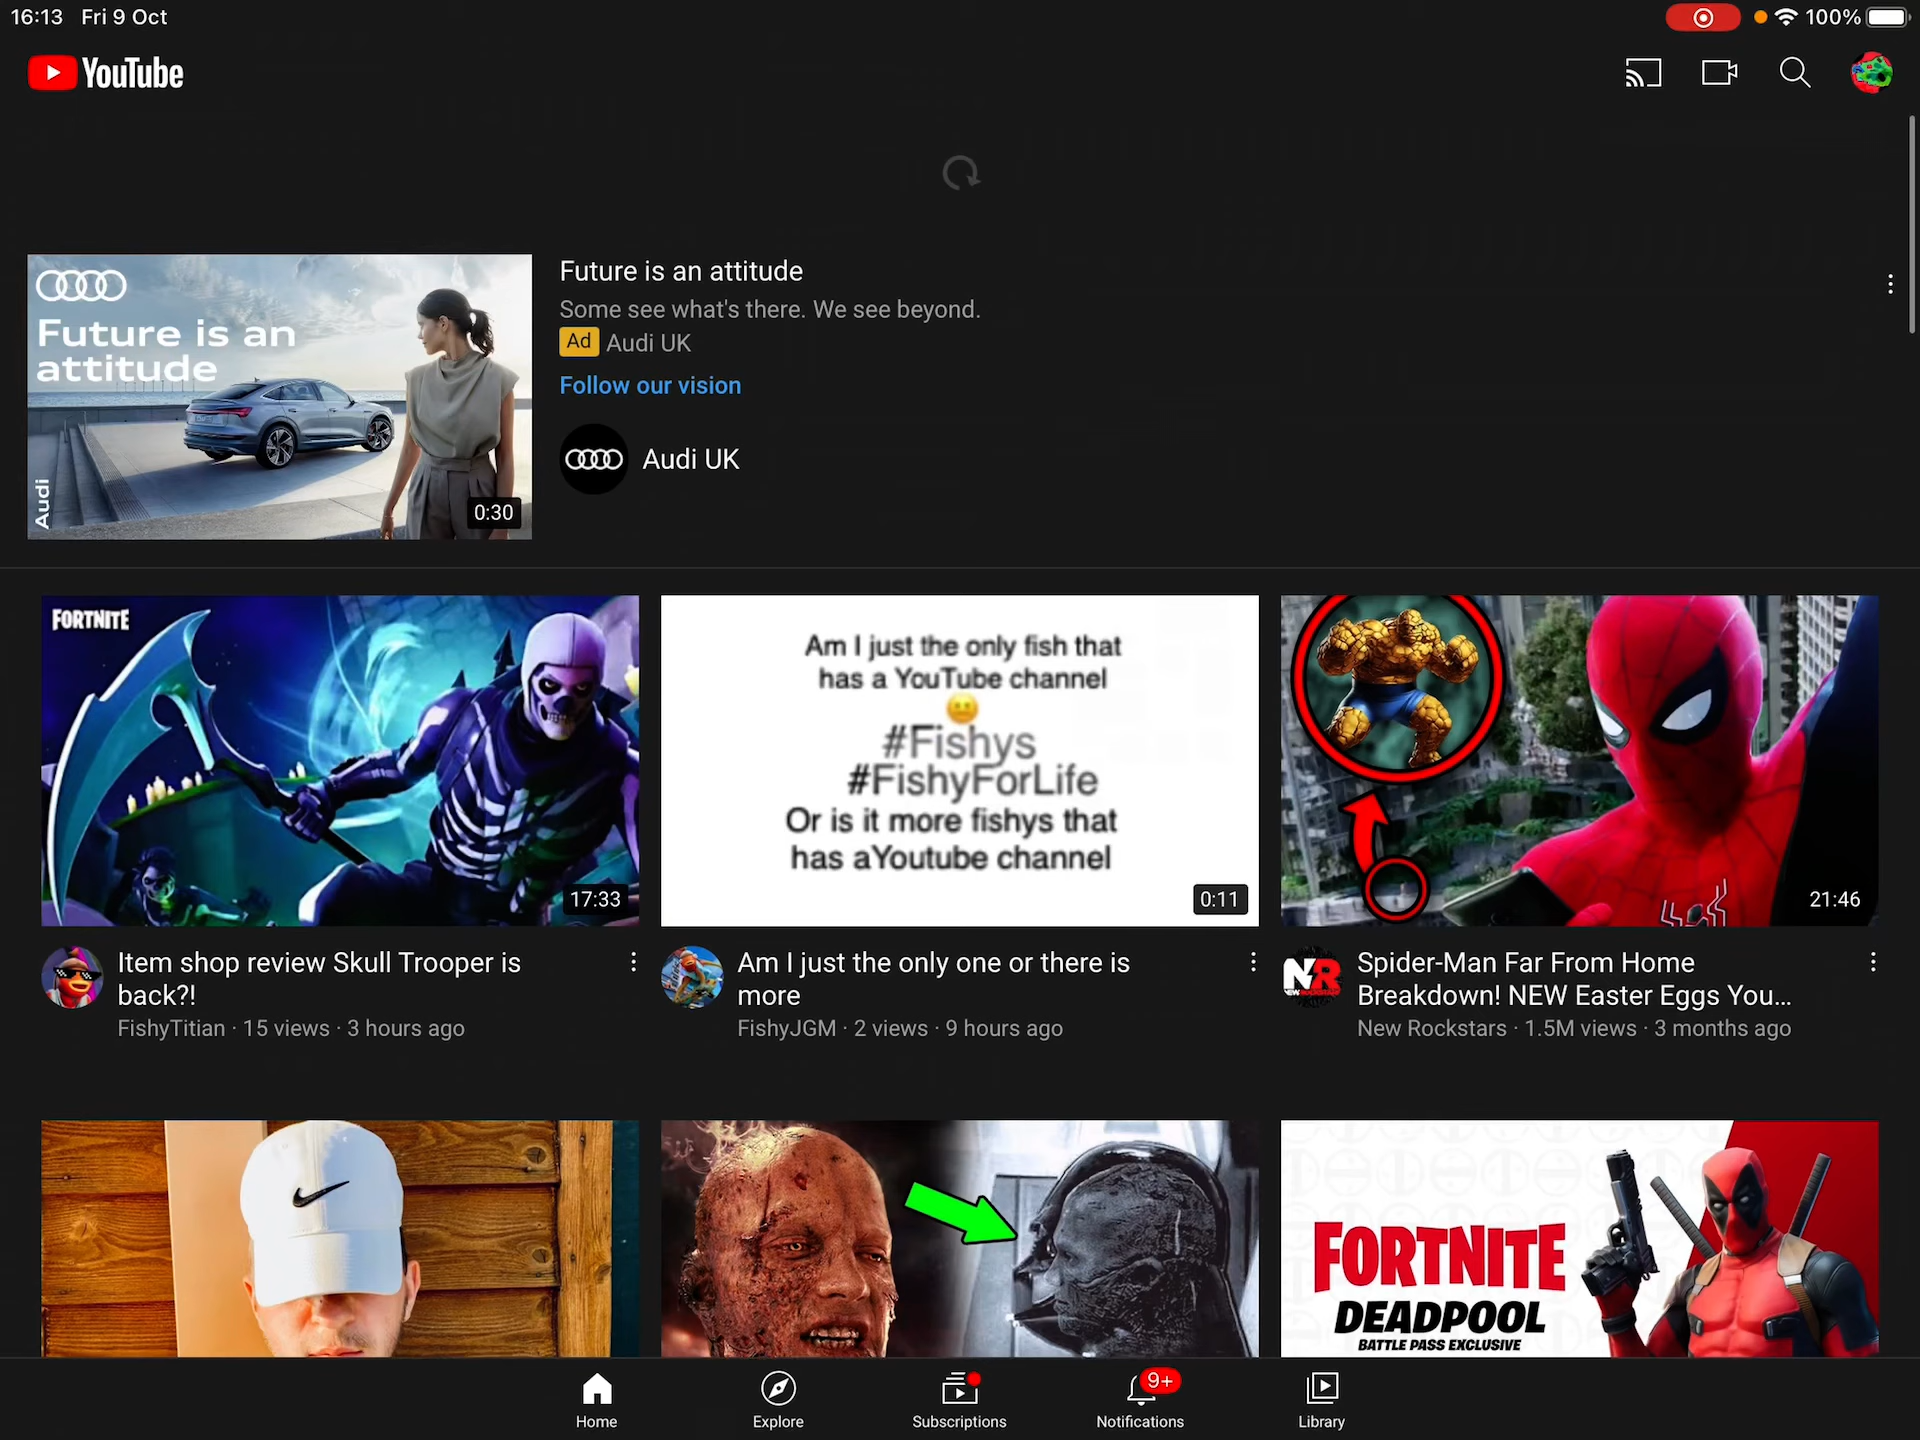 16:13 Fri 9 Oct
100%
YouTube
Future is an
attitude
Audi
0:30
Future is an attitude
Some see what's there. We see beyond.
Ad Audi UK
Follow our vision
Audi UK
FORTNITE
17:33
Item shop review Skull Trooper is
back?!
FishyTitian · 15 views · 3 hours ago
Am I just the only fish that
has a YouTube channel
#Fishys
#FishyForLife
Or is it more fishys that
has aYoutube channel
0:11
Am I just the only one or there is
more
FishyJGM · 2 views · 9 hours ago
21:46
NR
Spider-Man Far From Home
Breakdown! NEW Easter Eggs You...
New Rockstars · 1.5M views · 3 months ago
FORTNITE
DEADPOOL
BATTLE PASS EXCLUSIVE
Home
Explore
Subscriptions
9+
Notifications
Library